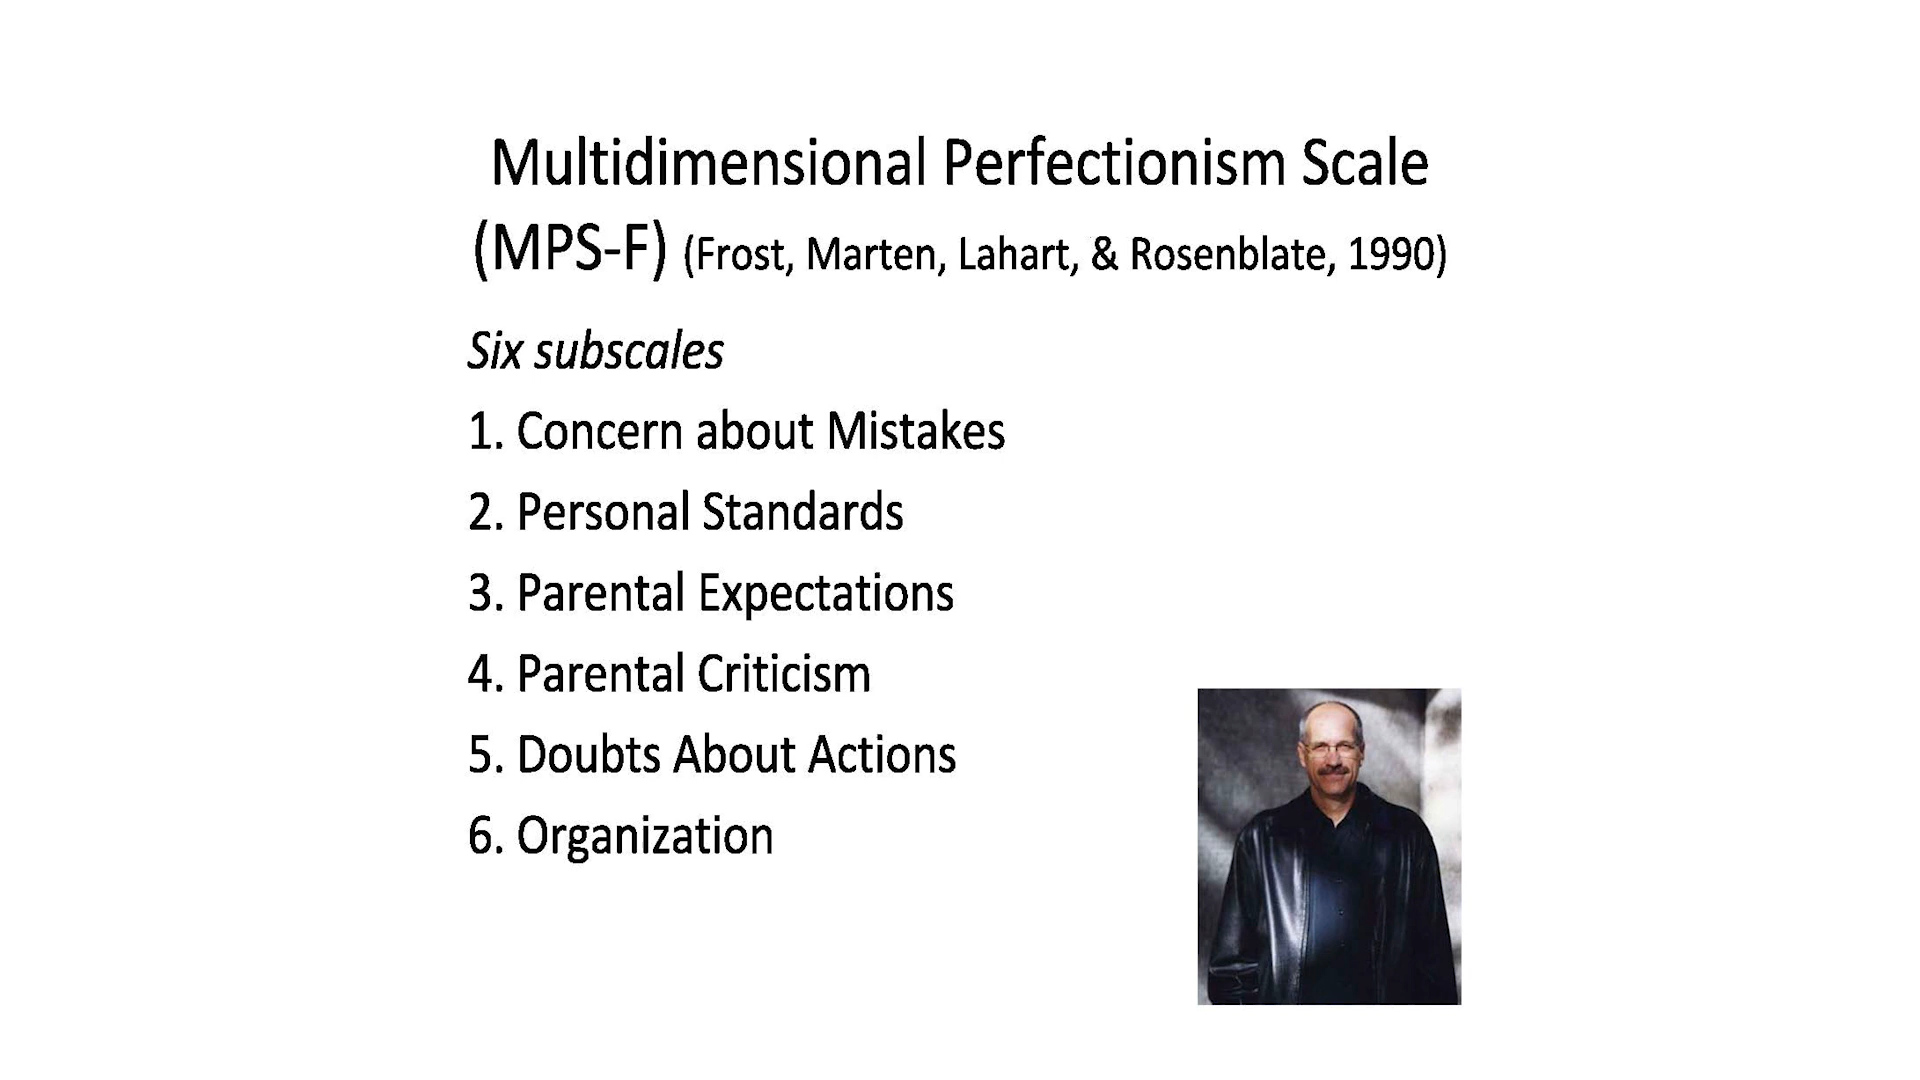 Multidimensional Perfectionism Scale
(MPS-F) (Frost, Marten, Lahart, & Rosenblate, 1990)
Six subscales
1. Concern about Mistakes
2. Personal Standards
3. Parental Expectations
4. Parental Criticism
5. Doubts About Actions
6. Organization